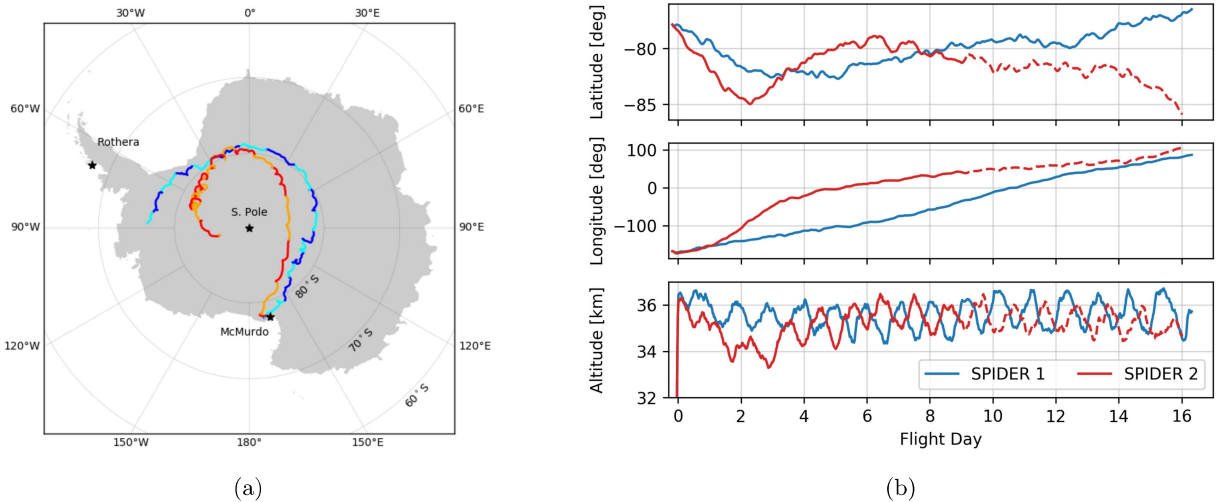 30°W 0° 30°E
60°W 60°E
Rothera
S. Pole
90°W 90°E
80°S
McMurdo
70°S
120°W 120°E
60°S
150°W 180° 150°E
(a)
Latitude [deg]
−80
−85
Longitude [deg]
100
0
−100
Altitude [km]
36
34
32
SPIDER 1 SPIDER 2
0 2 4 6 8 10 12 14 16
Flight Day
(b)